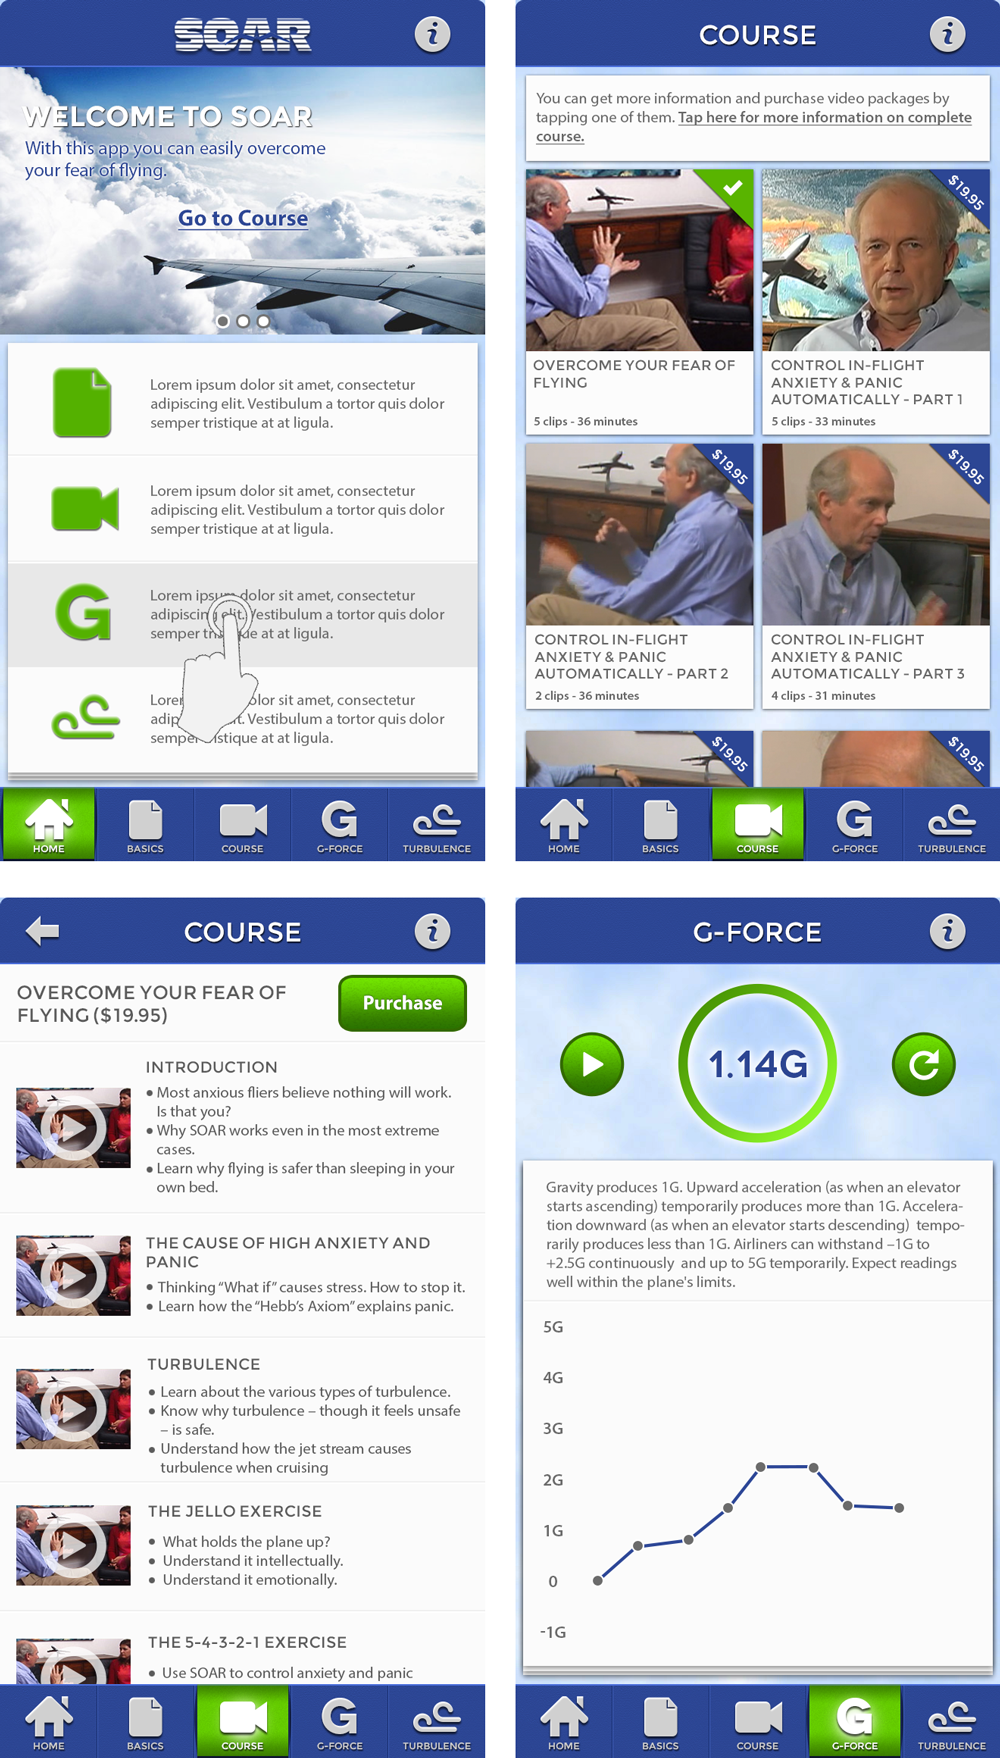 SOAR
i
WELCOME TO SOAR
With this app you can easily overcome
your fear of flying.
Go to Course
Lorem ipsum dolor sit amet, consectetur
adipiscing elit. Vestibulum a tortor quis dolor
semper tristique at at ligula.
Lorem ipsum dolor sit amet, consectetur
adipiscing elit. Vestibulum a tortor quis dolor
semper tristique at at ligula.
G
Lorem ipsum dolor sit amet, consectetur
adipiscing elit. Vestibulum a tortor quis dolor
semper tristique at at ligula.
Lorem dolor sit amet, consectetur
elit. Vestibulum a tortor quis dolor
semper tristique at at ligula.
HOME
BASICS
COURSE
G
G-FORCE
TURBULENCE
COURSE
i
You can get more information and purchase video packages by
tapping one of them. Tap here for more information on complete
course.
OVERCOME YOUR FEAR OF
FLYING
5 clips - 36 minutes
$19.95
CONTROL IN-FLIGHT
ANXIETY & PANIC
AUTOMATICALLY - PART 1
5 clips - 33 minutes
$19.95
CONTROL IN-FLIGHT
ANXIETY & PANIC
AUTOMATICALLY - PART 2
2 clips - 36 minutes
$19.95
CONTROL IN-FLIGHT
ANXIETY & PANIC
AUTOMATICALLY - PART 3
4 clips - 31 minutes
$19.95
$19.95
HOME
BASICS
COURSE
G
G-FORCE
TURBULENCE
COURSE
i
OVERCOME YOUR FEAR OF
FLYING ($19.95)
Purchase
INTRODUCTION
• Most anxious fliers believe nothing will work.
Is that you?
• Why SOAR works even in the most extreme
cases.
• Learn why flying is safer than sleeping in your
own bed.
THE CAUSE OF HIGH ANXIETY AND
PANIC
• Thinking “What if” causes stress. How to stop it.
• Learn how the “Hebb’s Axiom” explains panic.
TURBULENCE
• Learn about the various types of turbulence.
• Know why turbulence – though it feels unsafe
– is safe.
• Understand how the jet stream causes
turbulence when cruising
THE JELLO EXERCISE
• What holds the plane up?
• Understand it intellectually.
• Understand it emotionally.
THE 5-4-3-2-1 EXERCISE
• Use SOAR to control anxiety and panic
HOME
BASICS
COURSE
G
G-FORCE
TURBULENCE
G-FORCE
i
1.14G
Gravity produces 1G. Upward acceleration (as when an elevator
starts ascending) temporarily produces more than 1G. Accelera-
tion downward (as when an elevator starts descending) tempo-
rarily produces less than 1G. Airliners can withstand –1G to
+2.5G continuously and up to 5G temporarily. Expect readings
well within the plane's limits.
5G
4G
3G
2G
1G
0
-1G
HOME
BASICS
COURSE
G
G-FORCE
TURBULENCE